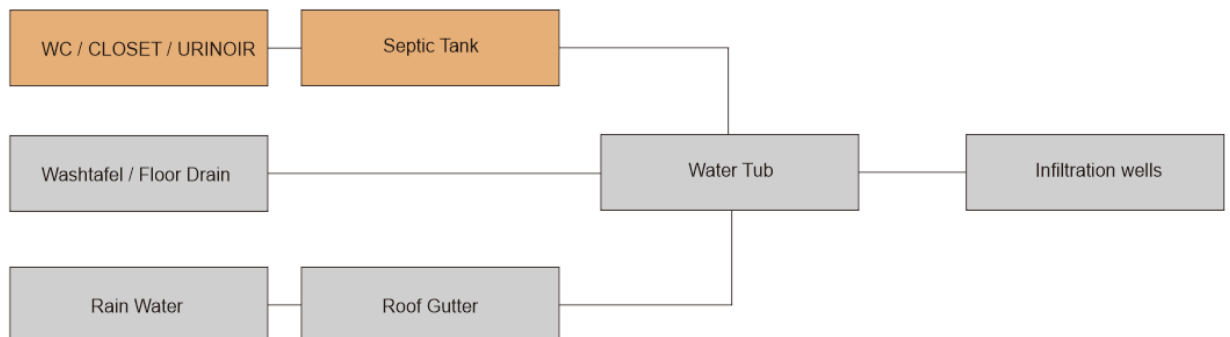 WC / CLOSET / URINOIR
Septic Tank
Washtafel / Floor Drain
Water Tub
Infiltration wells
Rain Water
Roof Gutter